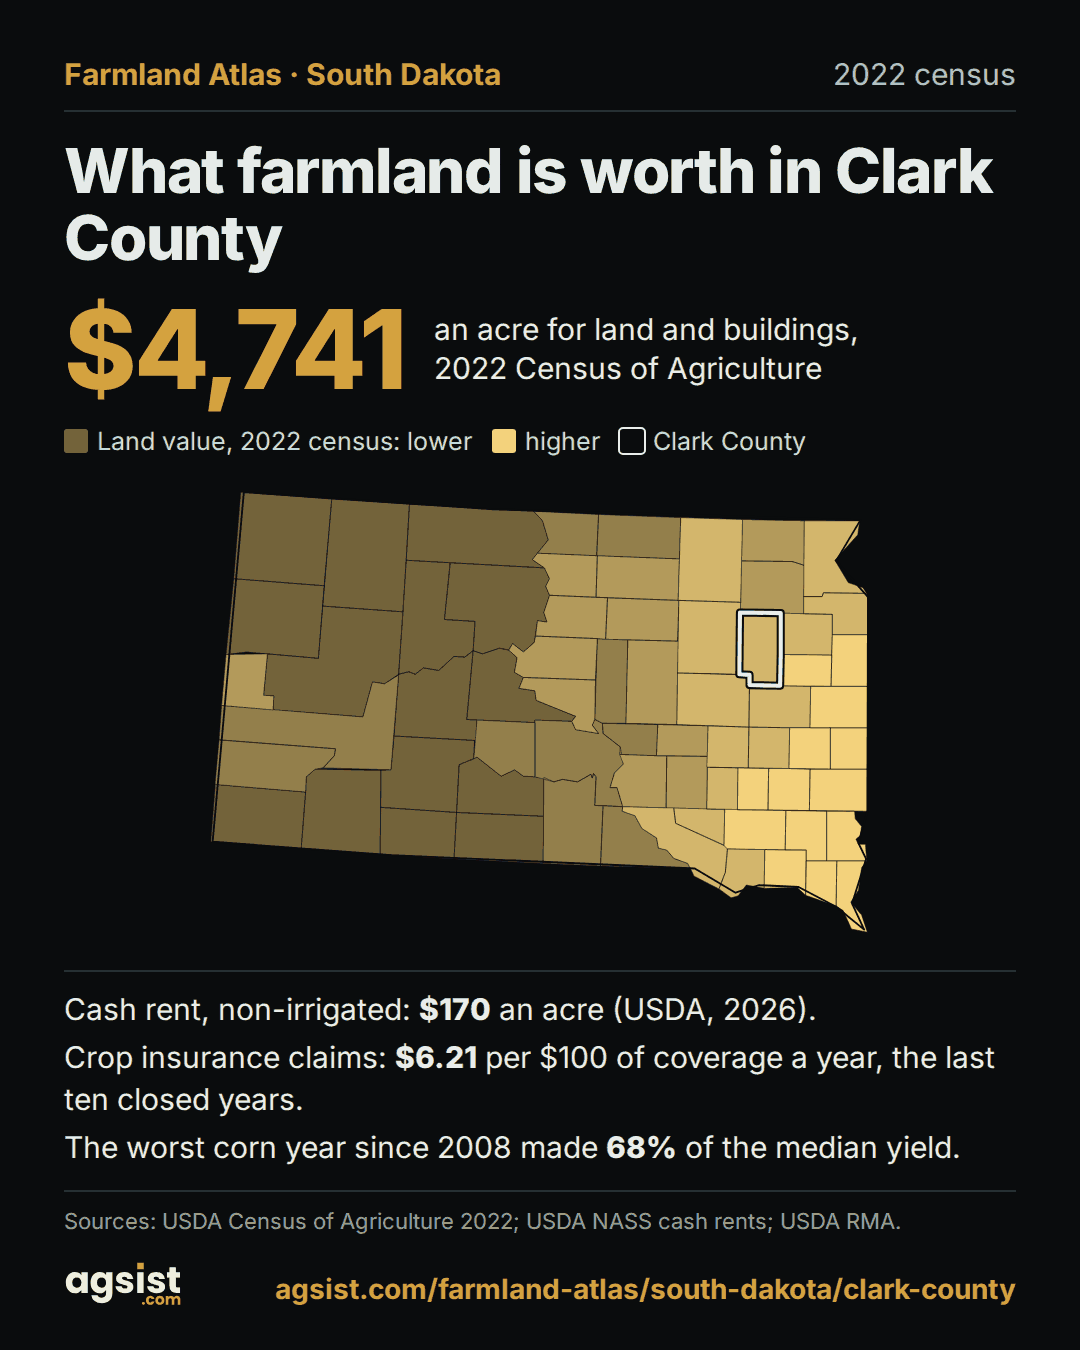 Farmland Atlas · South Dakota
2022 census
What farmland is worth in Clark
County
$4,741
an acre for land and buildings,
2022 Census of Agriculture
Land value, 2022 census: lower
higher
Clark County
Cash rent, non-irrigated: $170 an acre (USDA, 2026).
Crop insurance claims: $6.21 per $100 of coverage a year, the last
ten closed years.
The worst corn year since 2008 made 68% of the median yield.
Sources: USDA Census of Agriculture 2022; USDA NASS cash rents; USDA RMA.
agsist
.com
agsist.com/farmland-atlas/south-dakota/clark-county